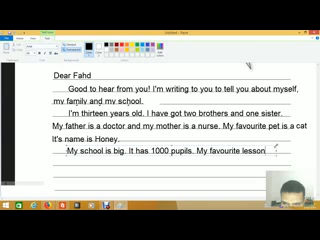 Dear Fahd
Good to hear from you! I'm writing to you to tell you about myself,
my family and my school.
I'm thirteen years old. I have got two brothers and one sister.
My father is a doctor and my mother is a nurse. My favourite pet is a cat
It's name is Honey.
My school is big. It has 1000 pupils. My favourite lesson